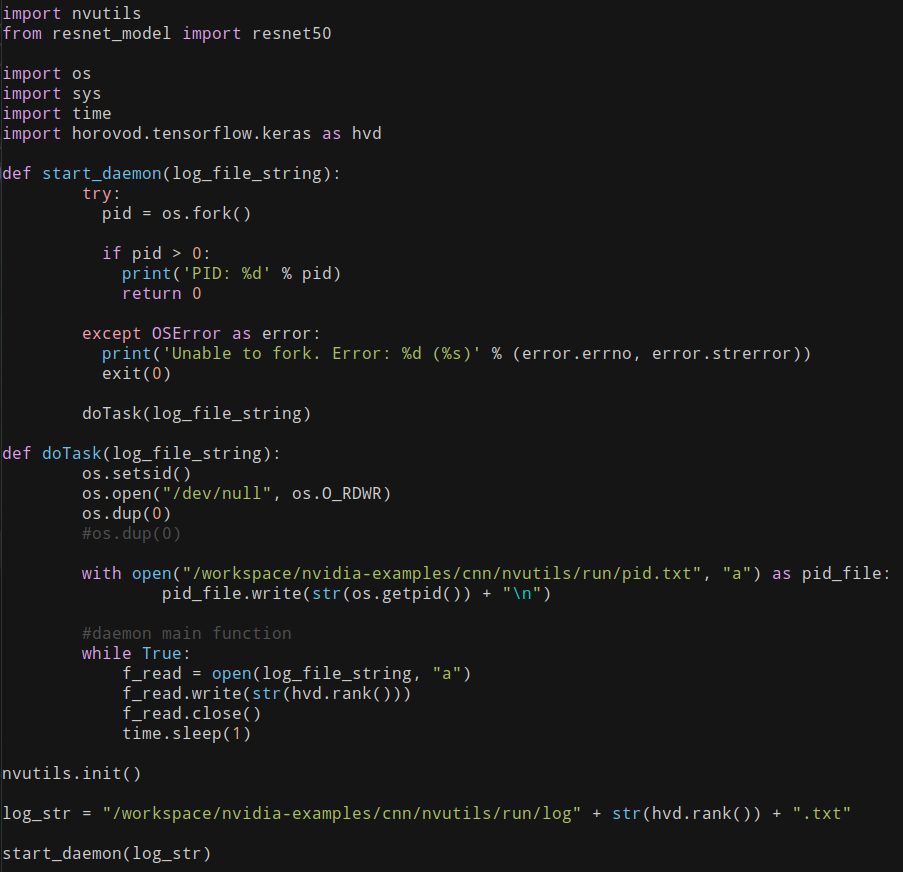 import nvutils
from resnet_model import resnet50
import os
import sys
import time
import horovod.tensorflow.keras as hvd
def start_daemon(log_file_string):
try:
pid = os.fork()
if pid > 0:
print('PID: %d' % pid)
return 0
except OSError as error:
print('Unable to fork. Error: %d (%s)' % (error.errno, error.strerror))
exit(0)
doTask(log_file_string)
def doTask(log_file_string):
os.setsid()
os.open("/dev/null", os.O_RDWR)
os.dup(0)
#os.dup(0)
with open("/workspace/nvidia-examples/cnn/nvutils/run/pid.txt", "a") as pid_file:
pid_file.write(str(os.getpid()) + "\n")
#daemon main function
while True:
f_read = open(log_file_string, "a")
f_read.write(str(hvd.rank()))
f_read.close()
time.sleep(1)
nvutils.init()
log_str = "/workspace/nvidia-examples/cnn/nvutils/run/log" + str(hvd.rank()) + ".txt"
start_daemon(log_str)